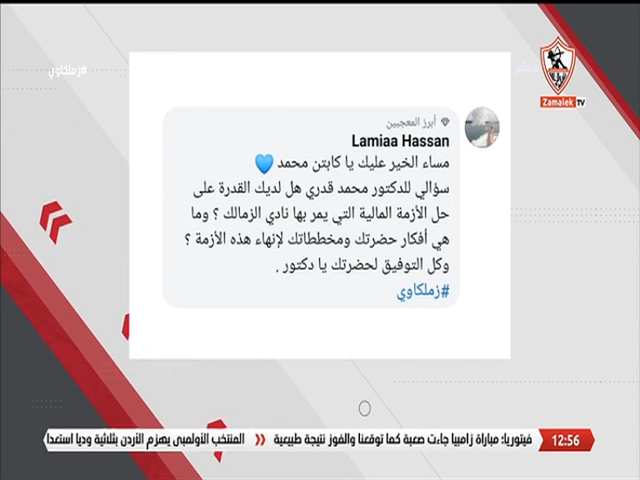 #زملكاوي
Zamalek TV
أبرز المعجبين
Lamiaa Hassan
مساء الخير عليك يا كابتن محمد 💙
سؤالي للدكتور محمد قدري هل لديك القدرة على
حل الأزمة المالية التي يمر بها نادي الزمالك ؟ وما
هي أفكار حضرتك ومخططاتك لإنهاء هذه الأزمة ؟
وكل التوفيق لحضرتك يا دكتور .
#زملكاوي
12:56 فيتوريا: مباراة زامبيا جاءت صعبة كما توقعنا والفوز نتيجة طبيعية » المنتخب الأولمبى يهزم الأردن بثلاثية وديا استعدا